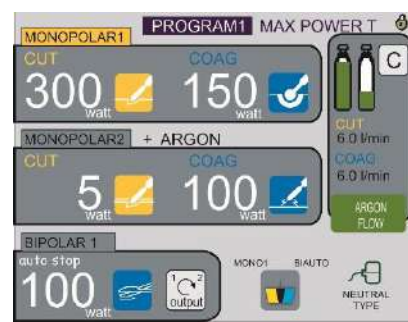 PROGRAM1 MAX POWER T
MONOPOLAR1
CUT
300
watt
COAG
150
watt
C
CUT
6.0 l/min
COAG
6.0 l/min
ARGON
FLOW
MONOPOLAR2 + ARGON
CUT
5
watt
COAG
100
watt
BIPOLAR 1
auto stop
100
watt
1 2
output
MONO1 BIAUTO
NEUTRAL
TYPE